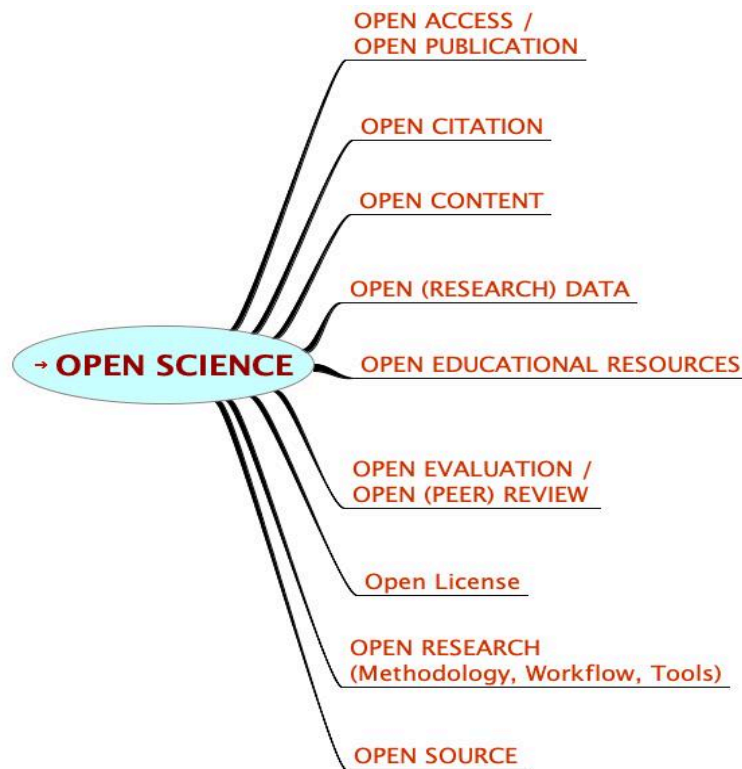 OPEN ACCESS /
OPEN PUBLICATION
OPEN CITATION
OPEN CONTENT
OPEN (RESEARCH) DATA
→ OPEN SCIENCE
OPEN EDUCATIONAL RESOURCES
OPEN EVALUATION /
OPEN (PEER) REVIEW
Open License
OPEN RESEARCH
(Methodology, Workflow, Tools)
OPEN SOURCE